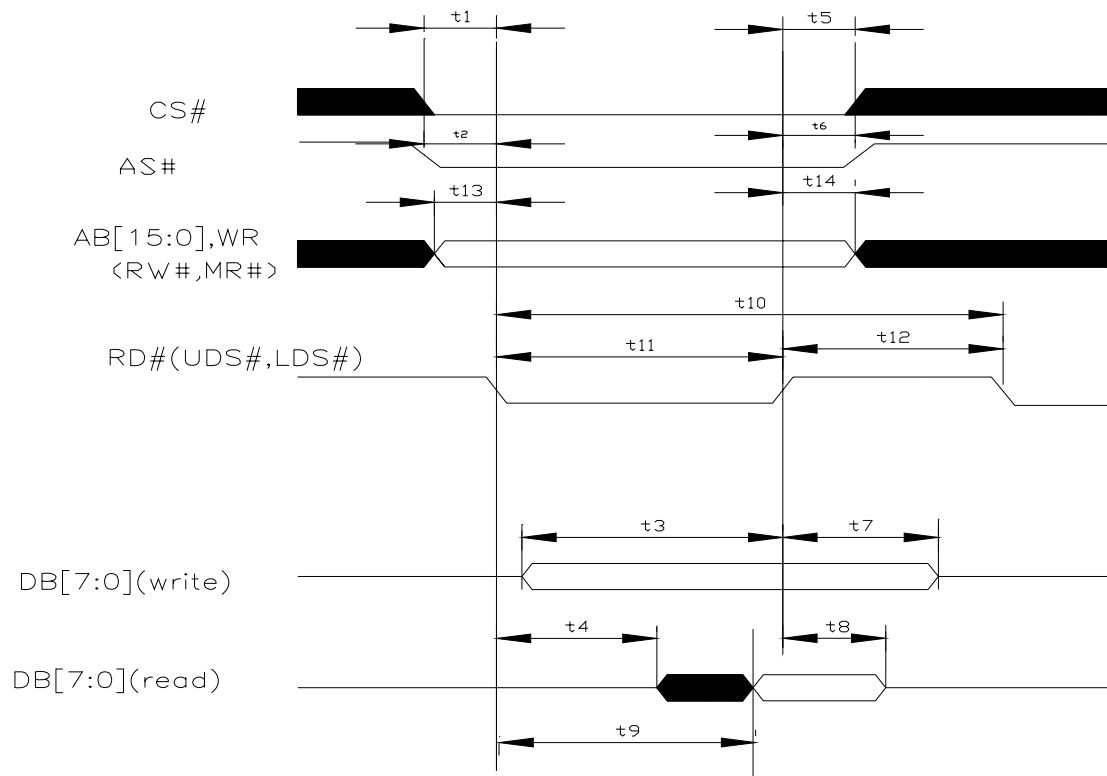 t1
t5
CS#
t2
t6
AS#
t13
t14
AB[15:0],WR
(RW#,MR#)
t10
RD#(UDS#,LDS#)
t11
t12
t3
t7
DB[7:0](write)
t4
t8
DB[7:0](read)
t9